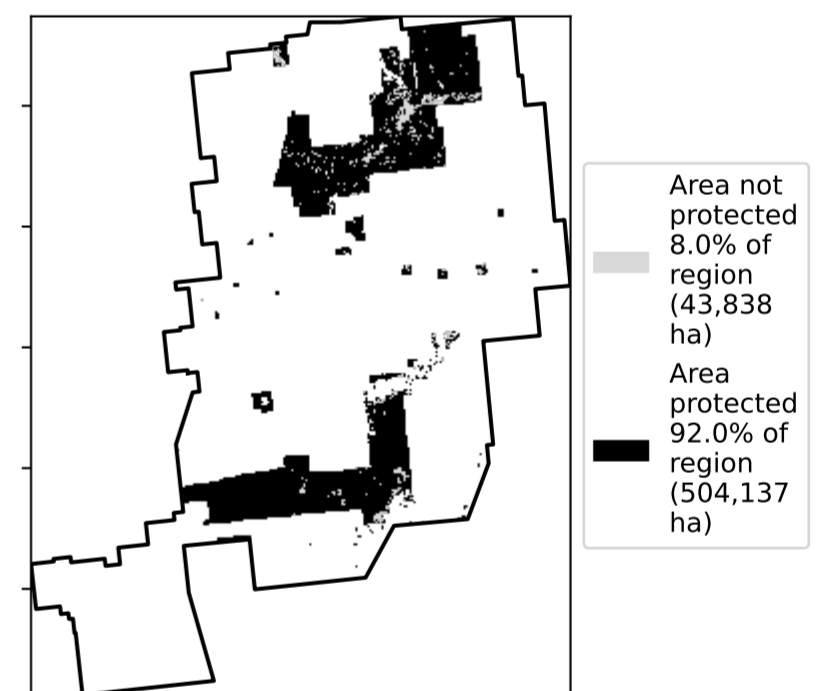 Area not
protected
8.0% of
region
(43,838
ha)
Area
protected
92.0% of
region
(504,137
ha)